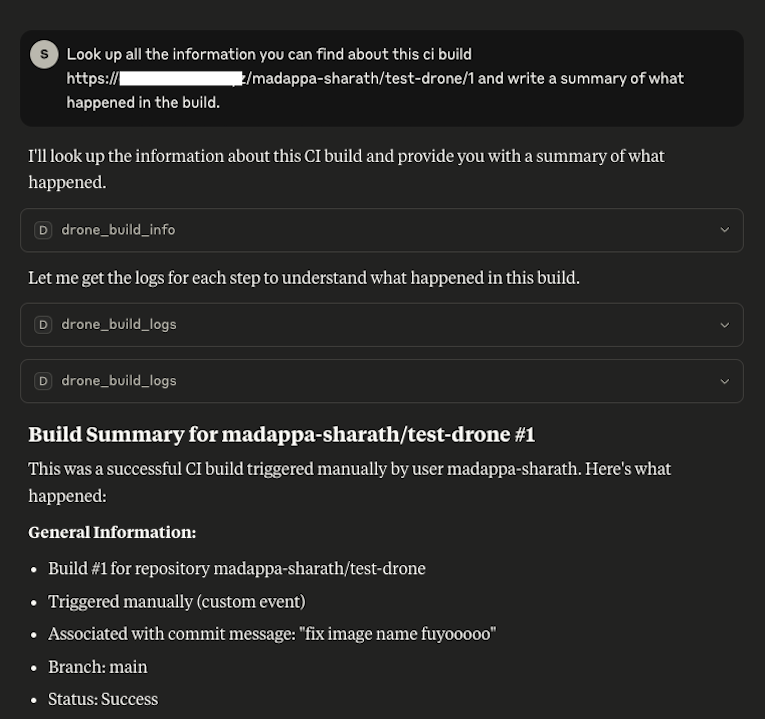 S Look up all the information you can find about this ci build
https:// /madappa-sharath/test-drone/1 and write a summary of what
happened in the build.
I'll look up the information about this CI build and provide you with a summary of what
happened.
D drone_build_info
Let me get the logs for each step to understand what happened in this build.
D drone_build_logs
D drone_build_logs
Build Summary for madappa-sharath/test-drone #1
This was a successful CI build triggered manually by user madappa-sharath. Here's what
happened:
General Information:
• Build #1 for repository madappa-sharath/test-drone
• Triggered manually (custom event)
• Associated with commit message: "fix image name fuyooooo"
• Branch: main
• Status: Success